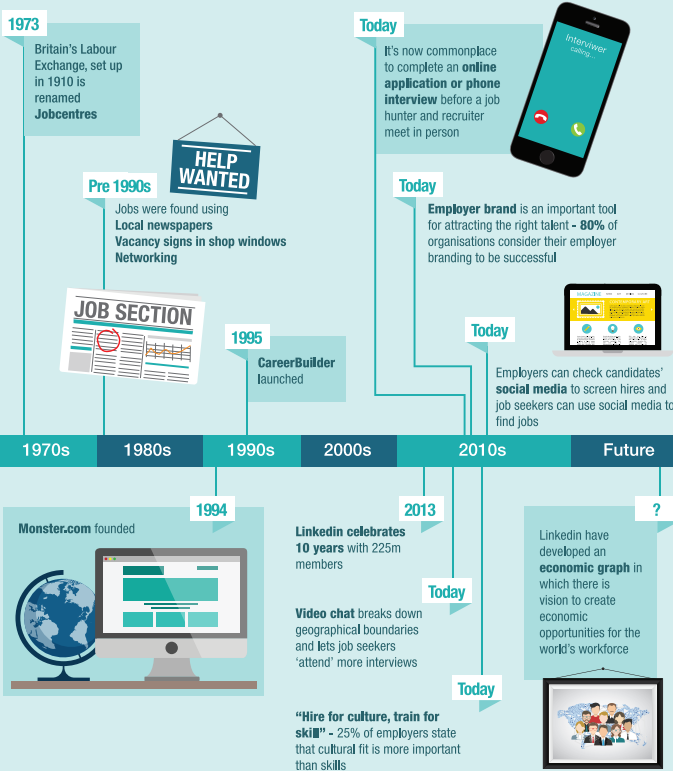 1973
Britain's Labour
Exchange, set up
in 1910 is
renamed
Jobcentres
HELP
WANTED
Pre 1990s
Jobs were found using
Local newspapers
Vacancy signs in shop windows
Networking
JOB SECTION
1995
CareerBuilder
launched
Today
It's now commonplace
to complete an online
application or phone
interview before a job
hunter and recruiter
meet in person
Interviwer
calling...
Today
Employer brand is an important tool
for attracting the right talent - 80% of
organisations consider their employer
branding to be successful
MAGAZINE
Today
Employers can check candidates'
social media to screen hires and
job seekers can use social media to
find jobs
1970s
1980s
1990s
2000s
2010s
Future
1994
Monster.com founded
2013
Linkedin celebrates
10 years with 225m
members
Today
Video chat breaks down
geographical boundaries
and lets job seekers
'attend' more interviews
Today
"Hire for culture, train for
skill" - 25% of employers state
that cultural fit is more important
than skills
?
Linkedin have
developed an
economic graph in
which there is
vision to create
economic
opportunities for the
world's workforce